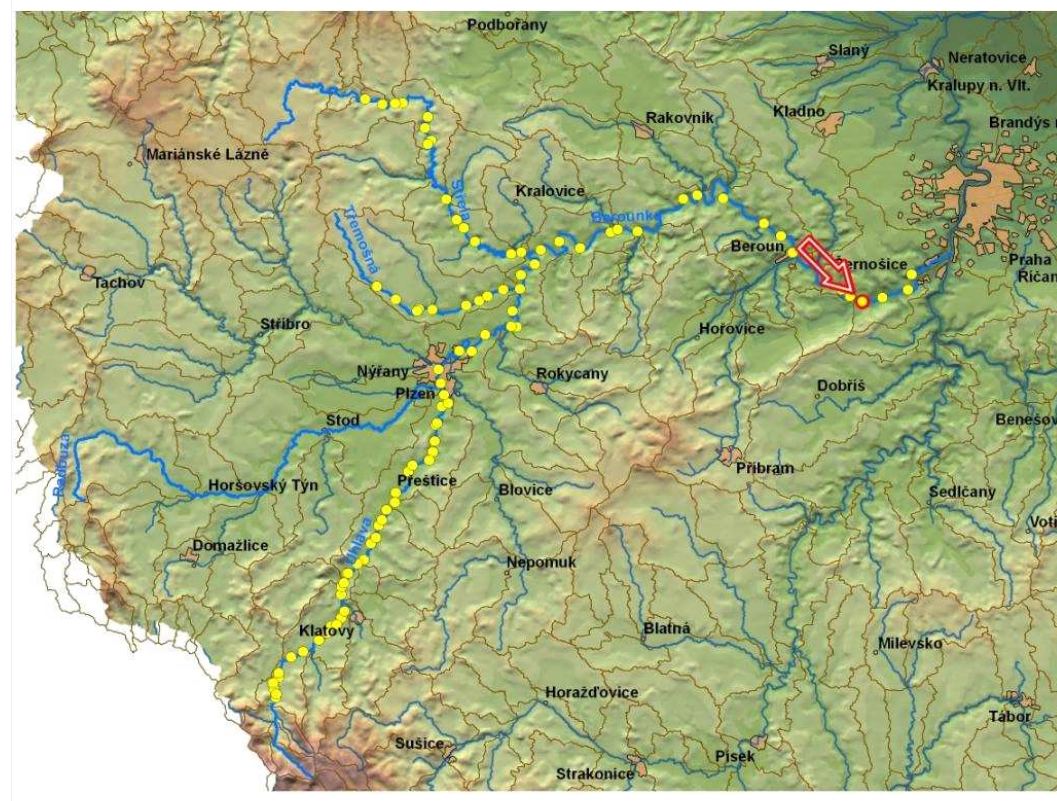 Podbořany
Slaný
Neratovice
Kralupy n. Vlt.
Kladno
Rakovník
Brandýs n
Mariánské Lázně
Kralovice
Střela
Berounka
Třemošná
Beroun
Černošice
Praha
Říčan
Tachov
Stříbro
Hořovice
Nýřany
Rokycany
Dobříš
Plzeň
Stod
Benešov
Radbuza
Příbram
Horšovský Týn
Přeštice
Blovice
Sedlčany
Voti
Úhlava
Domažlice
Nepomuk
Klatovy
Blatná
Milevsko
Horažďovice
Tábor
Sušice
Písek
Strakonice